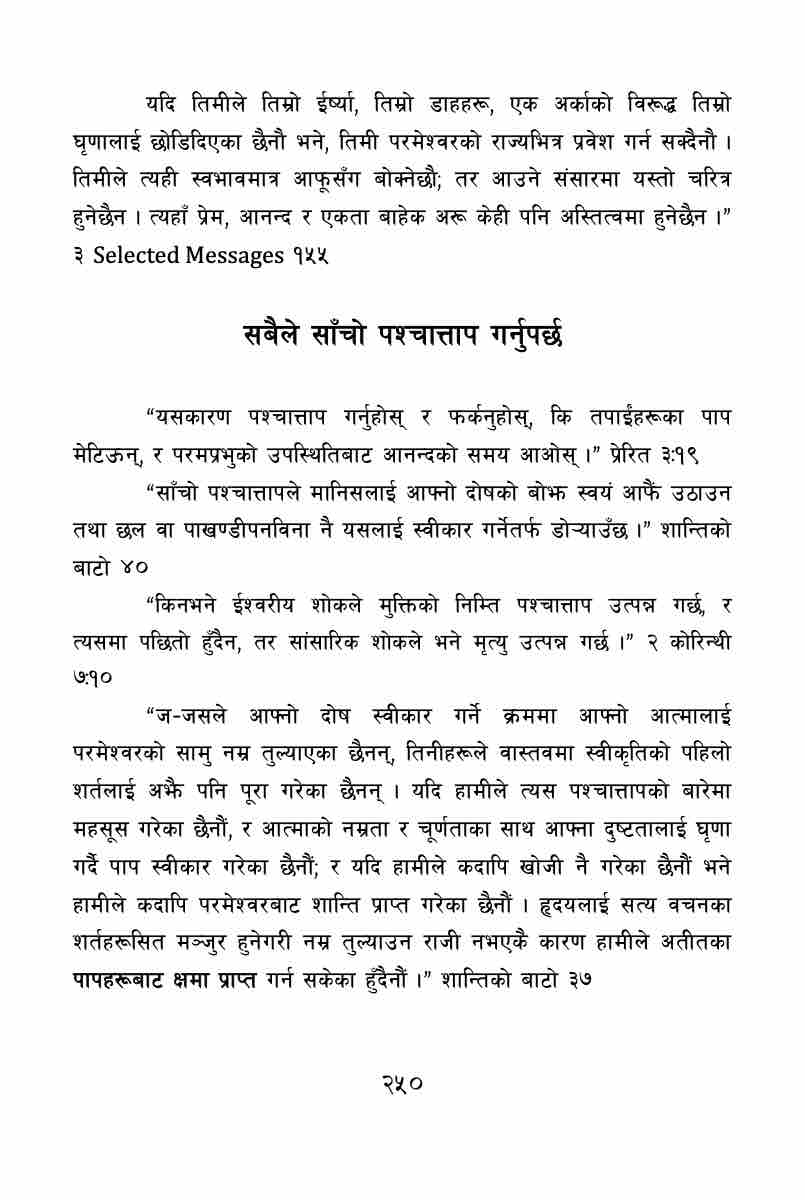 यदि तिमीले तिम्रो ईर्ष्या, तिम्रो डाहहरू, एक अर्काको विरूद्ध तिम्रो
घृणालाई छोडिदिएका छैनौ भने, तिमी परमेश्वरको राज्यभित्र प्रवेश गर्न सक्दैनौ ।
तिमीले त्यही स्वभावमात्र आफूसँग बोक्नेछौ; तर आउने संसारमा यस्तो चरित्र
हुनेछैन । त्यहाँ प्रेम, आनन्द र एकता बाहेक अरू केही पनि अस्तित्वमा हुनेछैन ।”
३ Selected Messages १५५
सबैले साँचो पश्चात्ताप गर्नुपर्छ
“यसकारण पश्चात्ताप गर्नुहोस् र फर्कनुहोस्, कि तपाईंहरूका पाप
मेटिऊन्, र परमप्रभुको उपस्थितिबाट आनन्दको समय आओस् ।” प्रेरित ३:१९
“साँचो पश्चात्तापले मानिसलाई आफ्नो दोषको बोझ स्वयं आफैं उठाउन
तथा छल वा पाखण्डीपनविना नै यसलाई स्वीकार गर्नेतर्फ डोऱ्याउँछ ।” शान्तिको
बाटो ४०
“किनभने ईश्वरीय शोकले मुक्तिको निम्ति पश्चात्ताप उत्पन्न गर्छ, र
त्यसमा पछितो हुँदैन, तर सांसारिक शोकले भने मृत्यु उत्पन्न गर्छ ।” २ कोरिन्थी
७:१०
“ज-जसले आफ्नो दोष स्वीकार गर्ने क्रममा आफ्नो आत्मालाई
परमेश्वरको सामु नम्र तुल्याएका छैनन्, तिनीहरूले वास्तवमा स्वीकृतिको पहिलो
शर्तलाई अझै पनि पूरा गरेका छैनन् । यदि हामीले त्यस पश्चात्तापको बारेमा
महसूस गरेका छैनौं, र आत्माको नम्रता र चूर्णताका साथ आफ्ना दुष्टतालाई घृणा
गर्दै पाप स्वीकार गरेका छैनौं; र यदि हामीले कदापि खोजी नै गरेका छैनौं भने
हामीले कदापि परमेश्वरबाट शान्ति प्राप्त गरेका छैनौं । हृदयलाई सत्य वचनका
शर्तहरूसित मञ्जुर हुनेगरी नम्र तुल्याउन राजी नभएकै कारण हामीले अतीतका
पापहरूबाट क्षमा प्राप्त गर्न सकेका हुँदैनौं ।” शान्तिको बाटो ३७
२५०